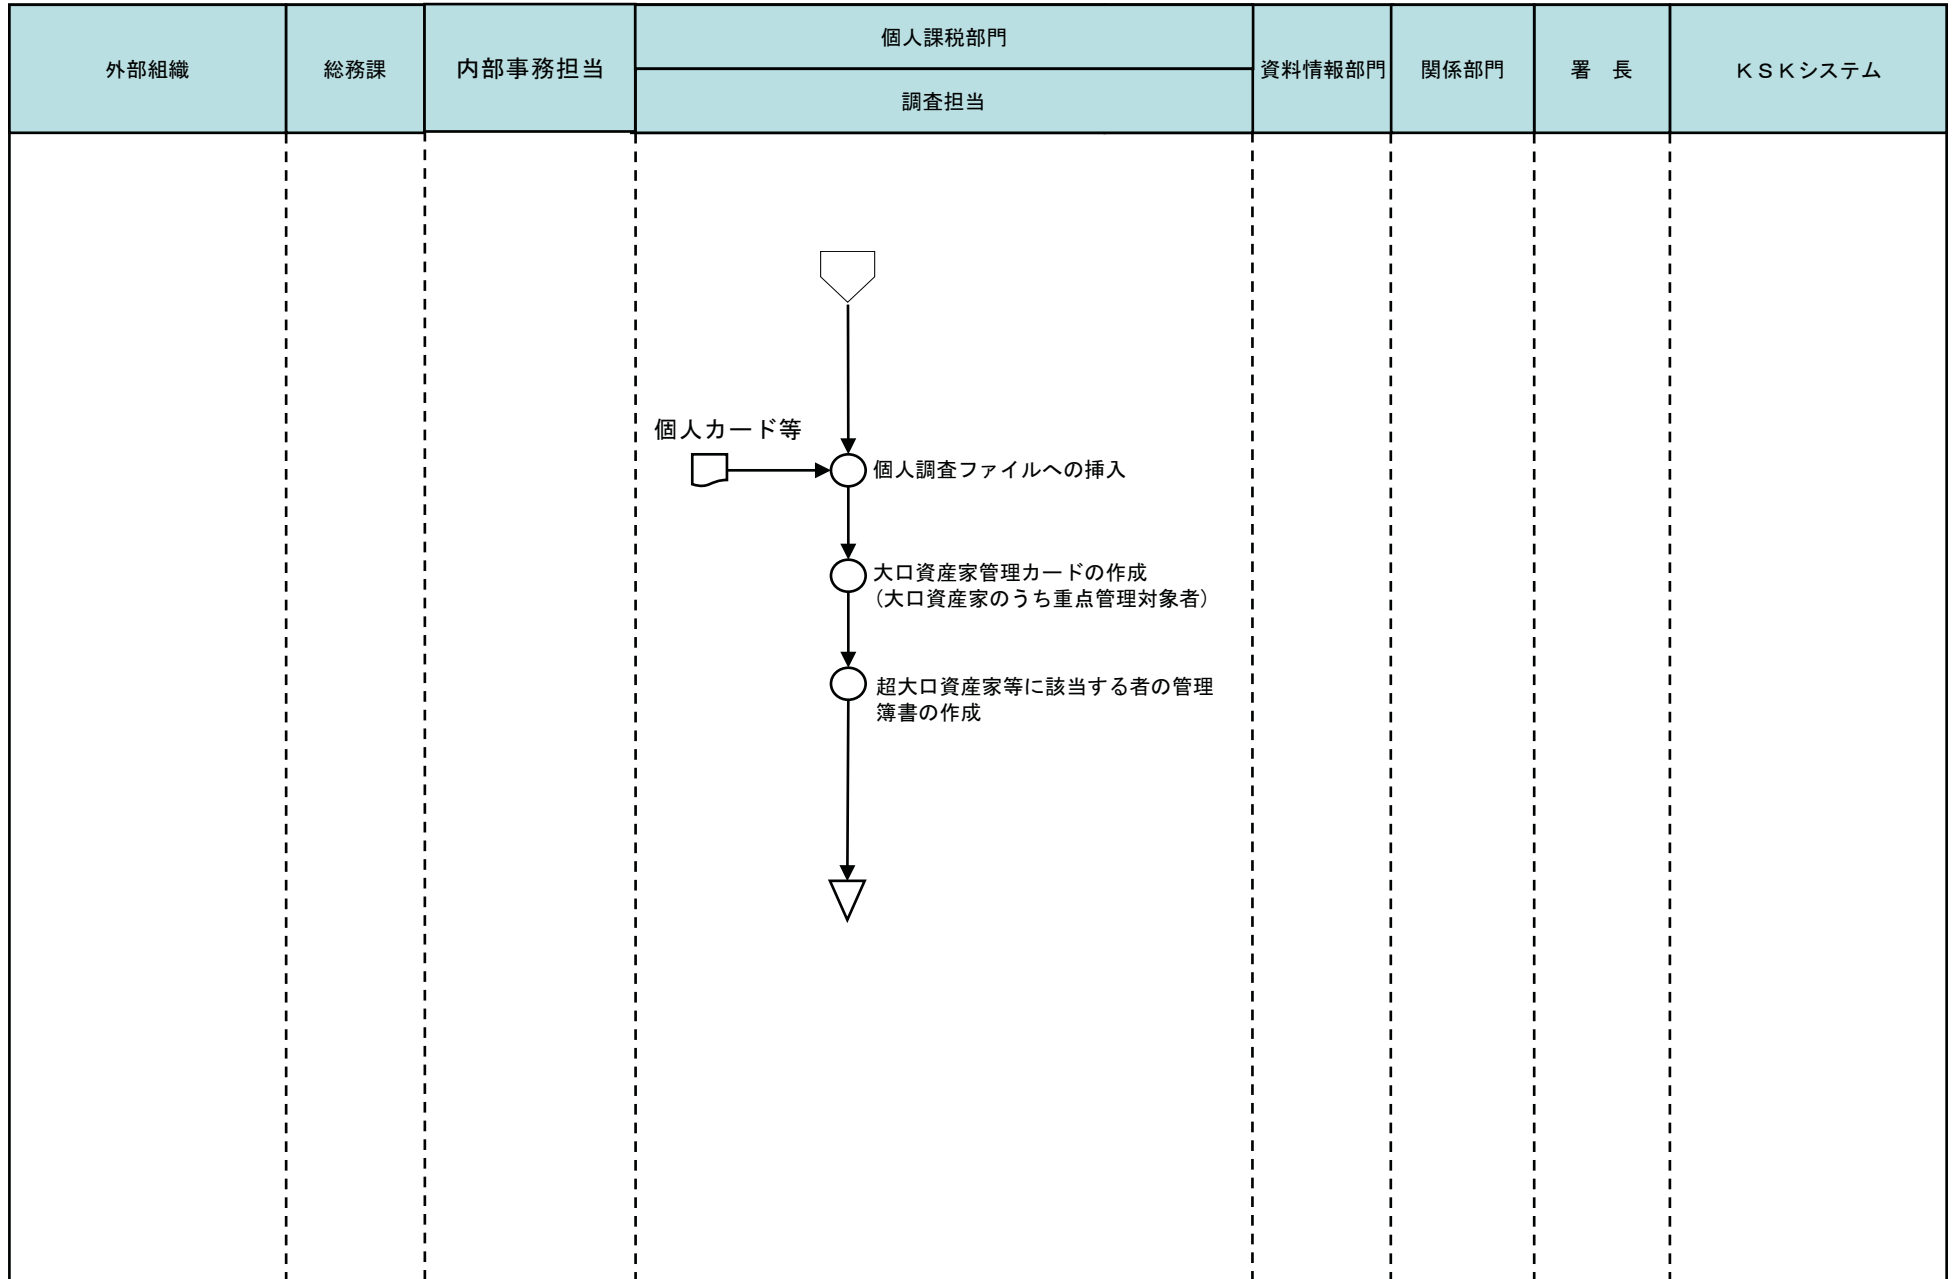 外部組織
総務課
内部事務担当
個人課税部門
調査担当
資料情報部門
関係部門
署　長
ＫＳＫシステム
個人カード等
個人調査ファイルへの挿入
大口資産家管理カードの作成
（大口資産家のうち重点管理対象者）
超大口資産家等に該当する者の管理
簿書の作成